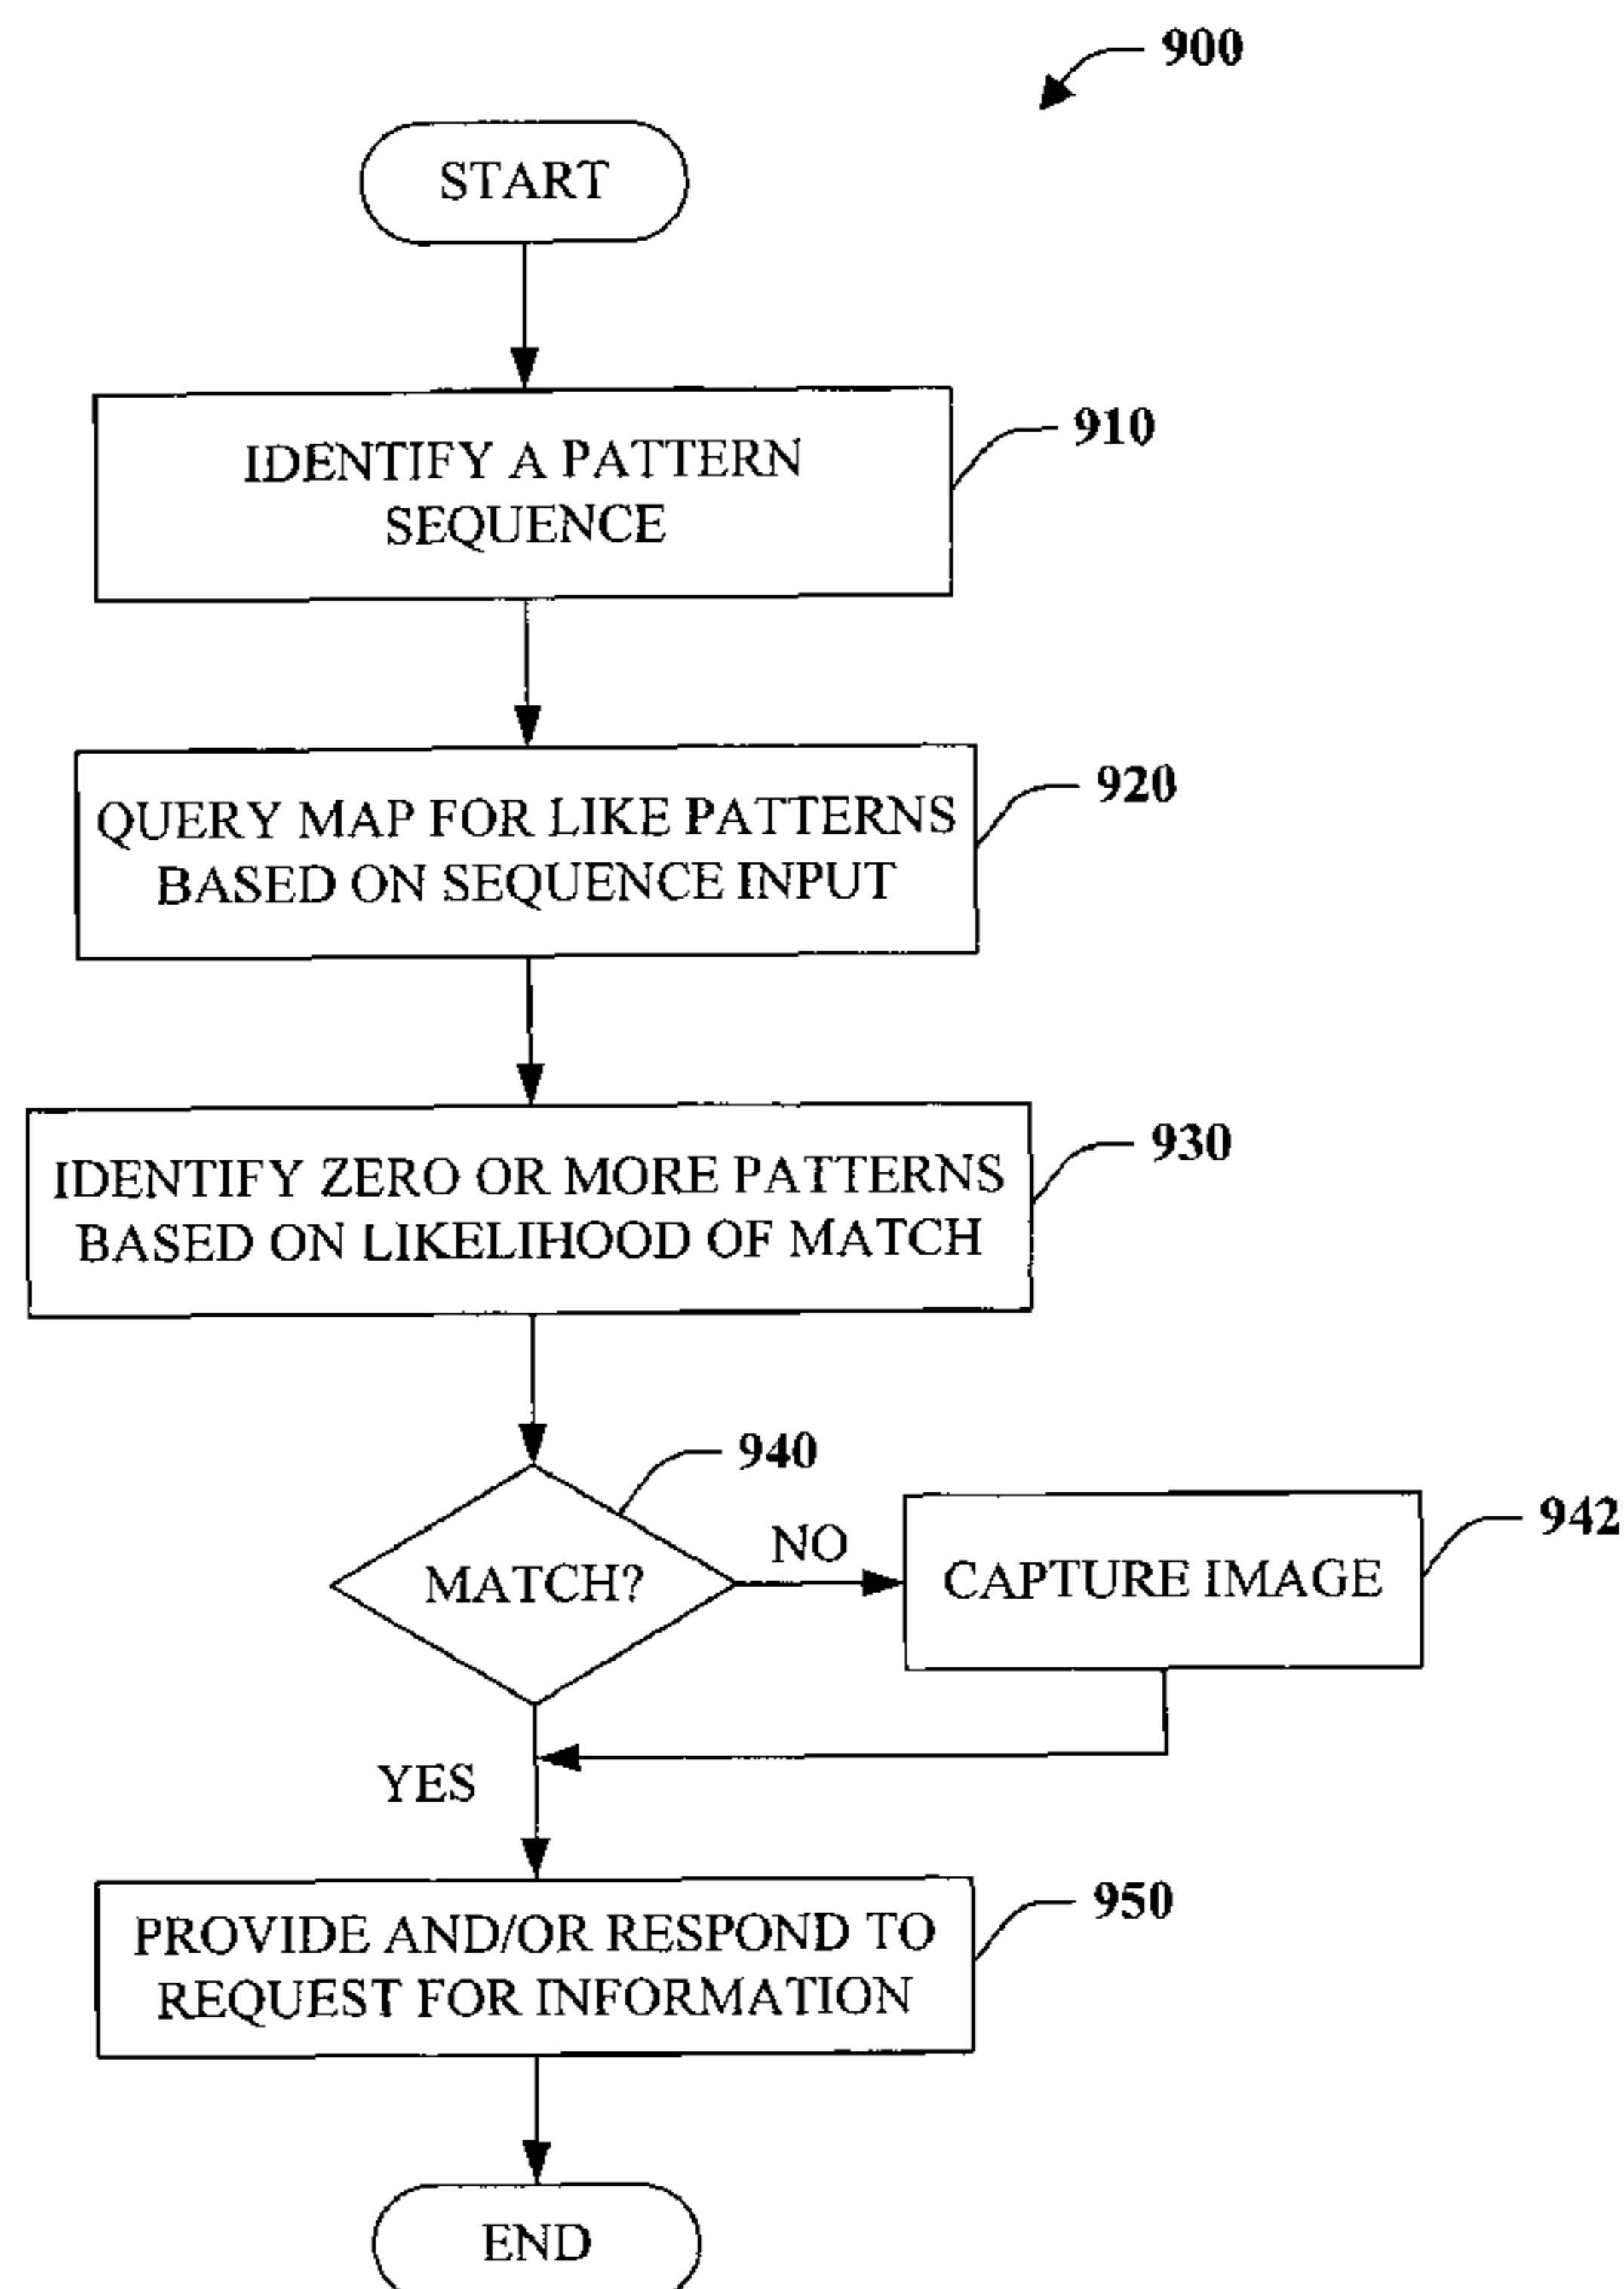 900
START
IDENTIFY A PATTERN
SEQUENCE
910
QUERY MAP FOR LIKE PATTERNS
BASED ON SEQUENCE INPUT
920
IDENTIFY ZERO OR MORE PATTERNS
BASED ON LIKELIHOOD OF MATCH
930
940
MATCH?
NO
CAPTURE IMAGE
942
YES
PROVIDE AND/OR RESPOND TO
REQUEST FOR INFORMATION
950
END